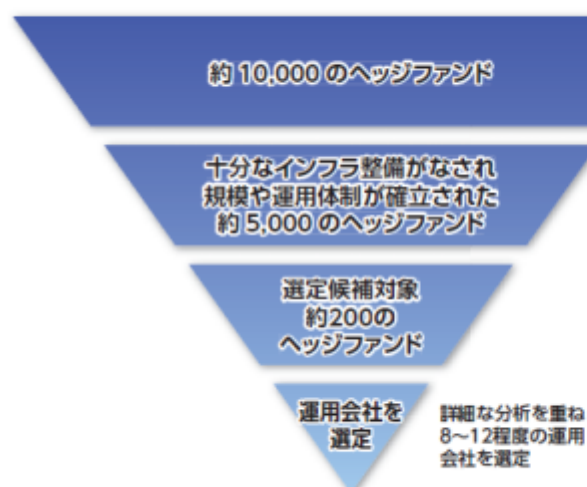 約10,000のヘッジファンド
十分なインフラ整備がなされ
規模や運用体制が確立された
約5,000のヘッジファンド
選定候補対象
約200の
ヘッジファンド
運用会社を
選定
詳細な分析を重ね
8～12程度の運用
会社を選定